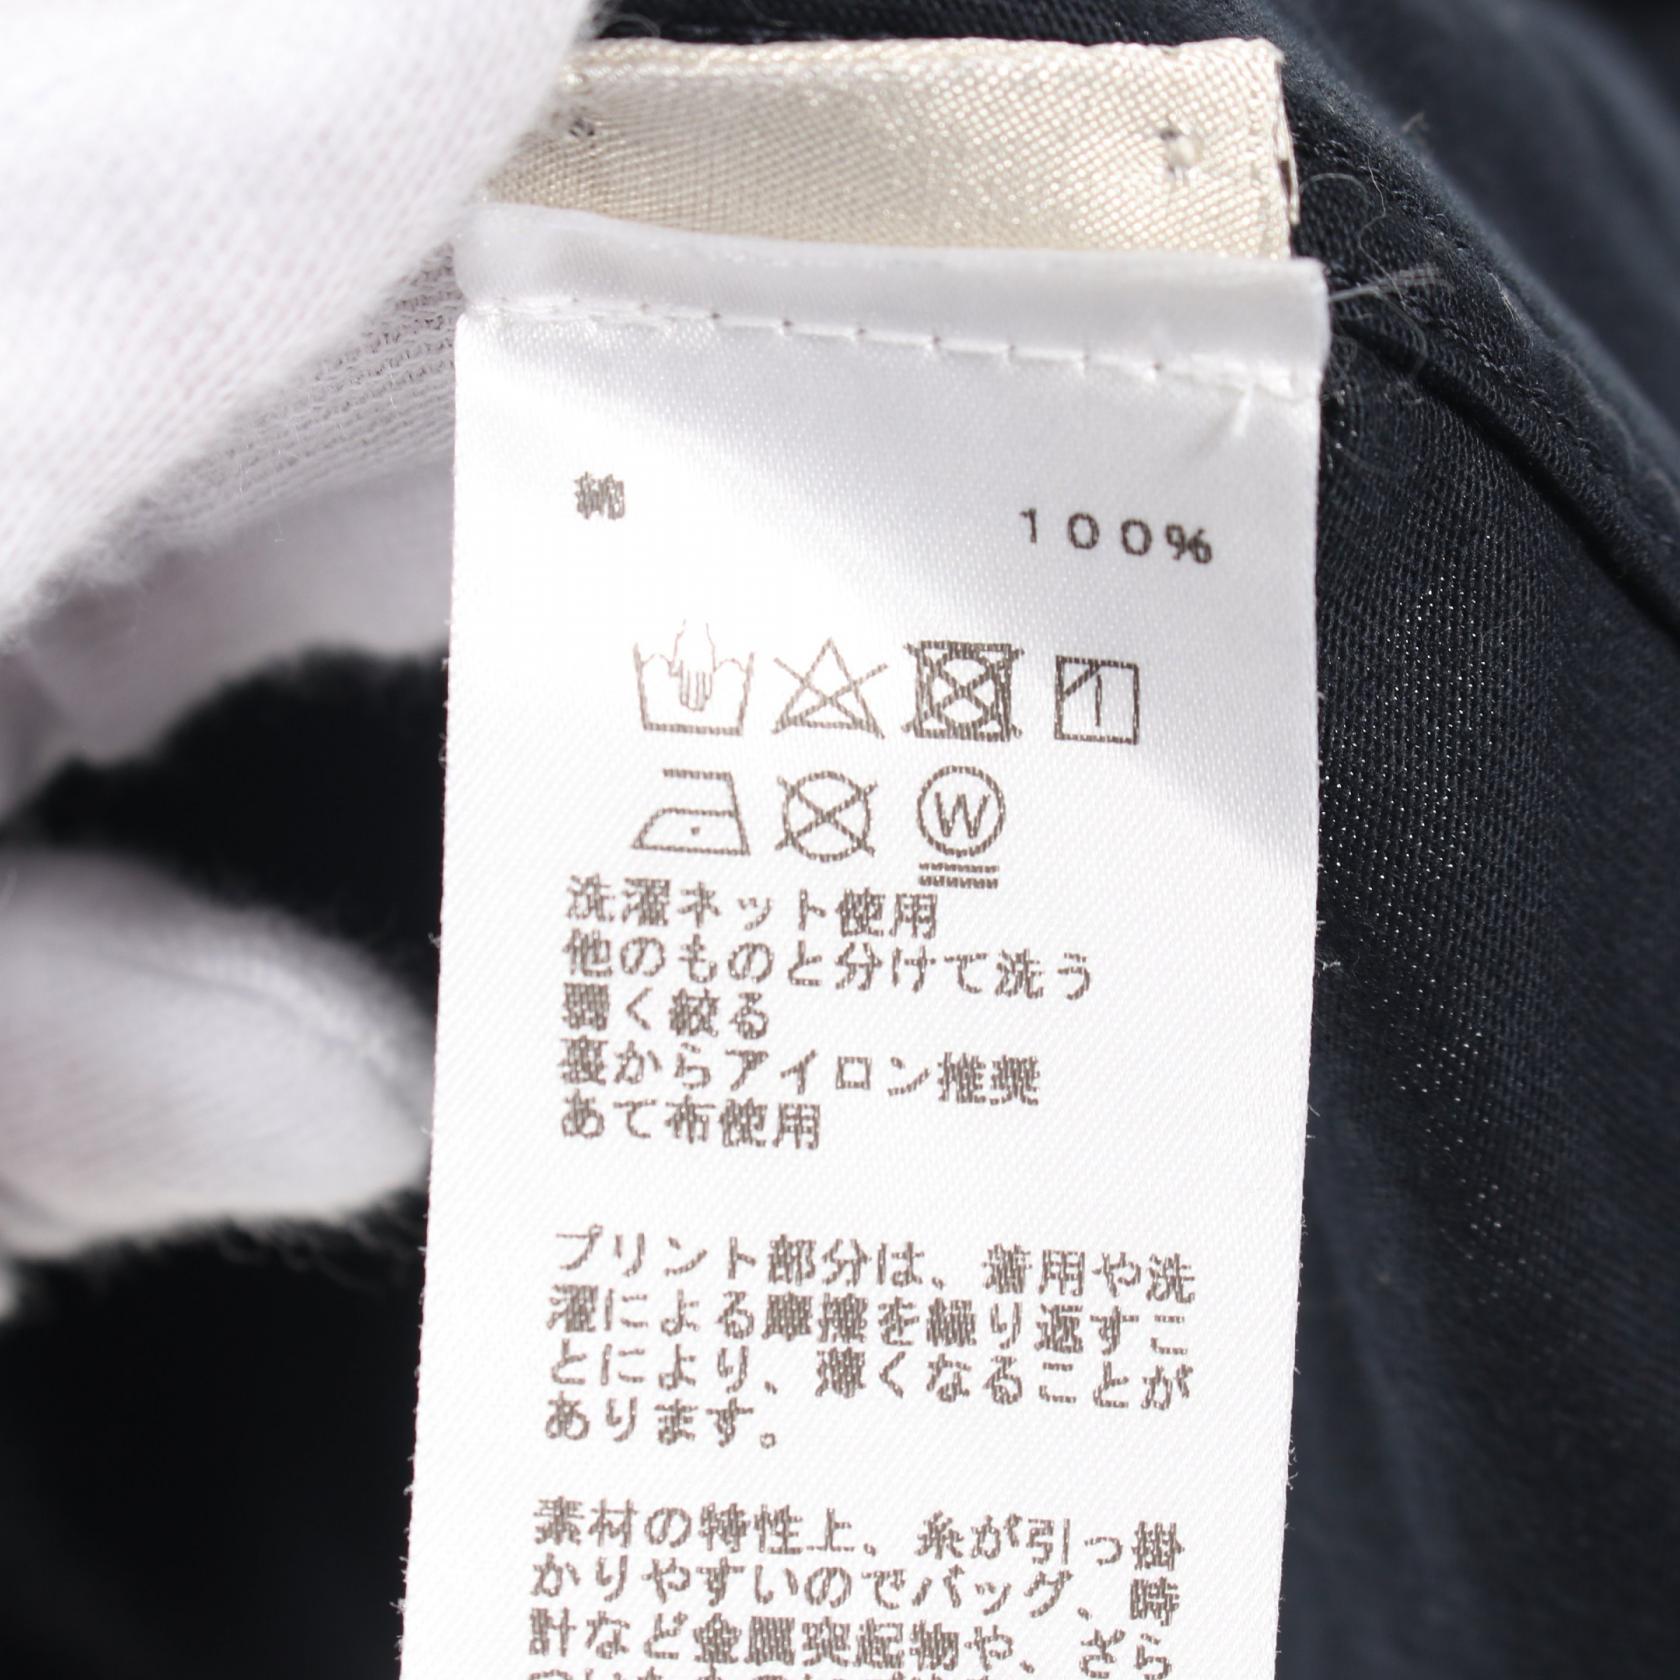 綿 100%
W
洗濯ネット使用
他のものと分けて洗う
弱く絞る
裏からアイロン推奨
あて布使用
プリント部分は、着用や洗
濯による摩擦を繰り返すこ
とにより、薄くなることが
あります。
素材の特性上、糸が引っ掛
かりやすいのでバッグ、時
計など金属突起物や、ざら